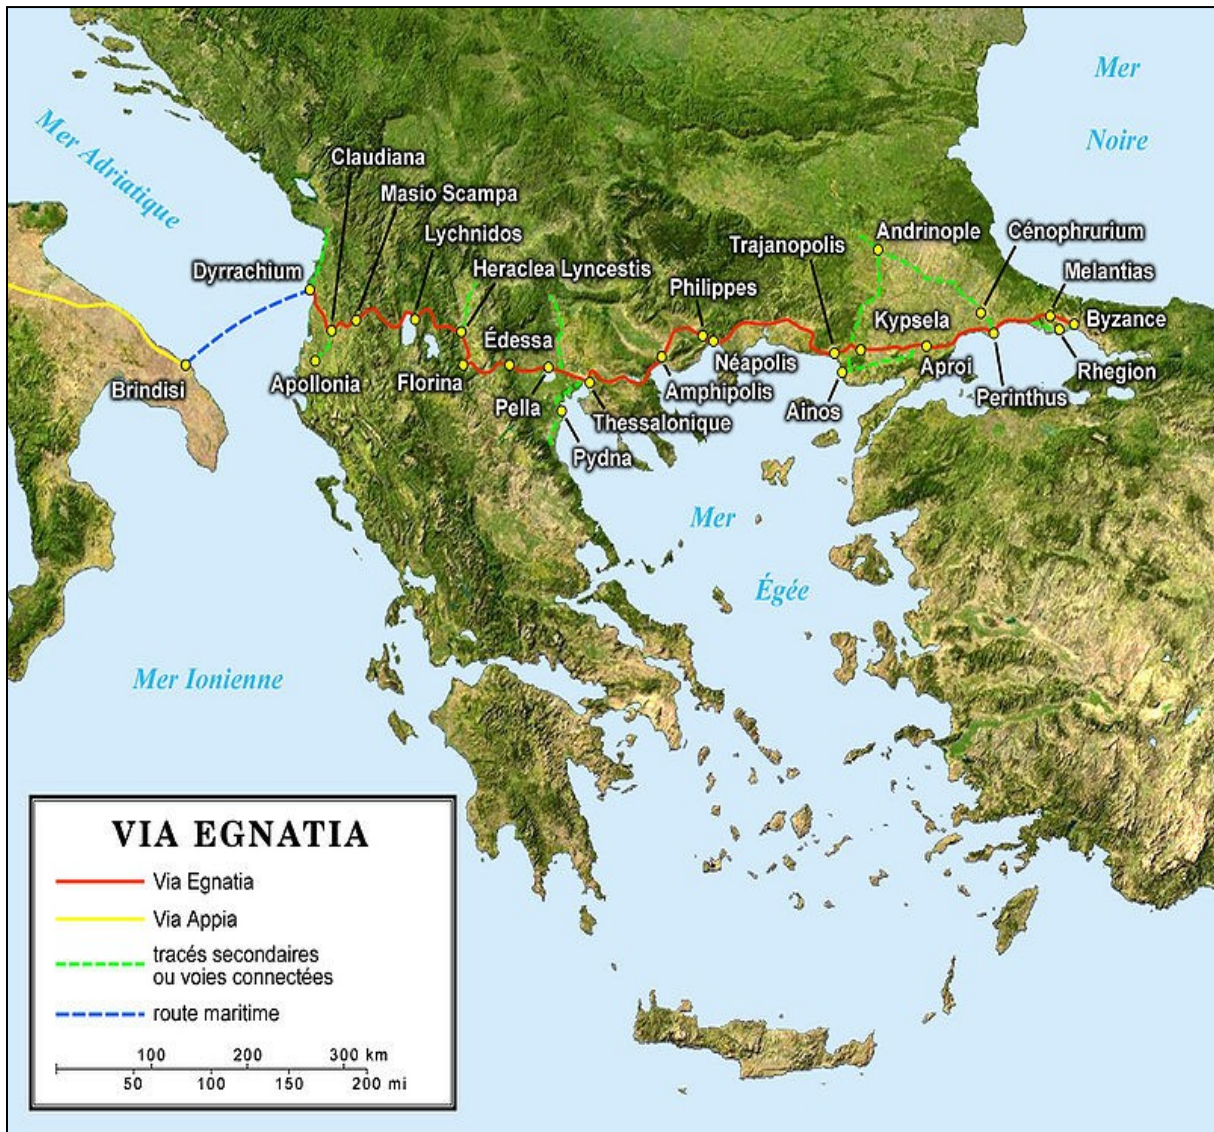 Mer
Noire
Mer Adriatique
Claudiana
Masio Scampa
Lychnidos
Heraclea Lyncestis
Dyrrachium
Trajanopolis
Andrinople
Cénophrurium
Melantias
Philippes
Kypsela
Byzance
Édessa
Brindisi
Apollonia
Florina
Néapolis
Aproi
Rhegion
Pella
Amphipolis
Ainos
Perinthus
Thessalonique
Pydna
Mer
Égée
Mer Ionienne
VIA EGNATIA
Via Egnatia
Via Appia
tracés secondaires
ou voies connectées
route maritime
100 200 300 km
50 100 150 200 mi